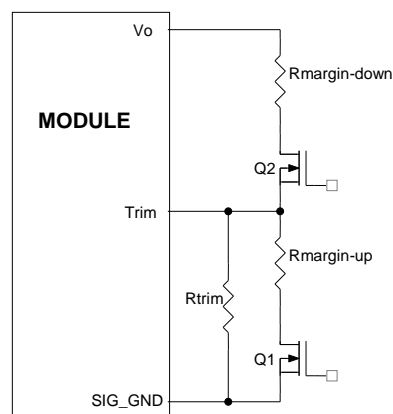 Vo
Rmargin-down
MODULE
Q2
Trim
Rmargin-up
Rtrim
Q1
SIG_GND